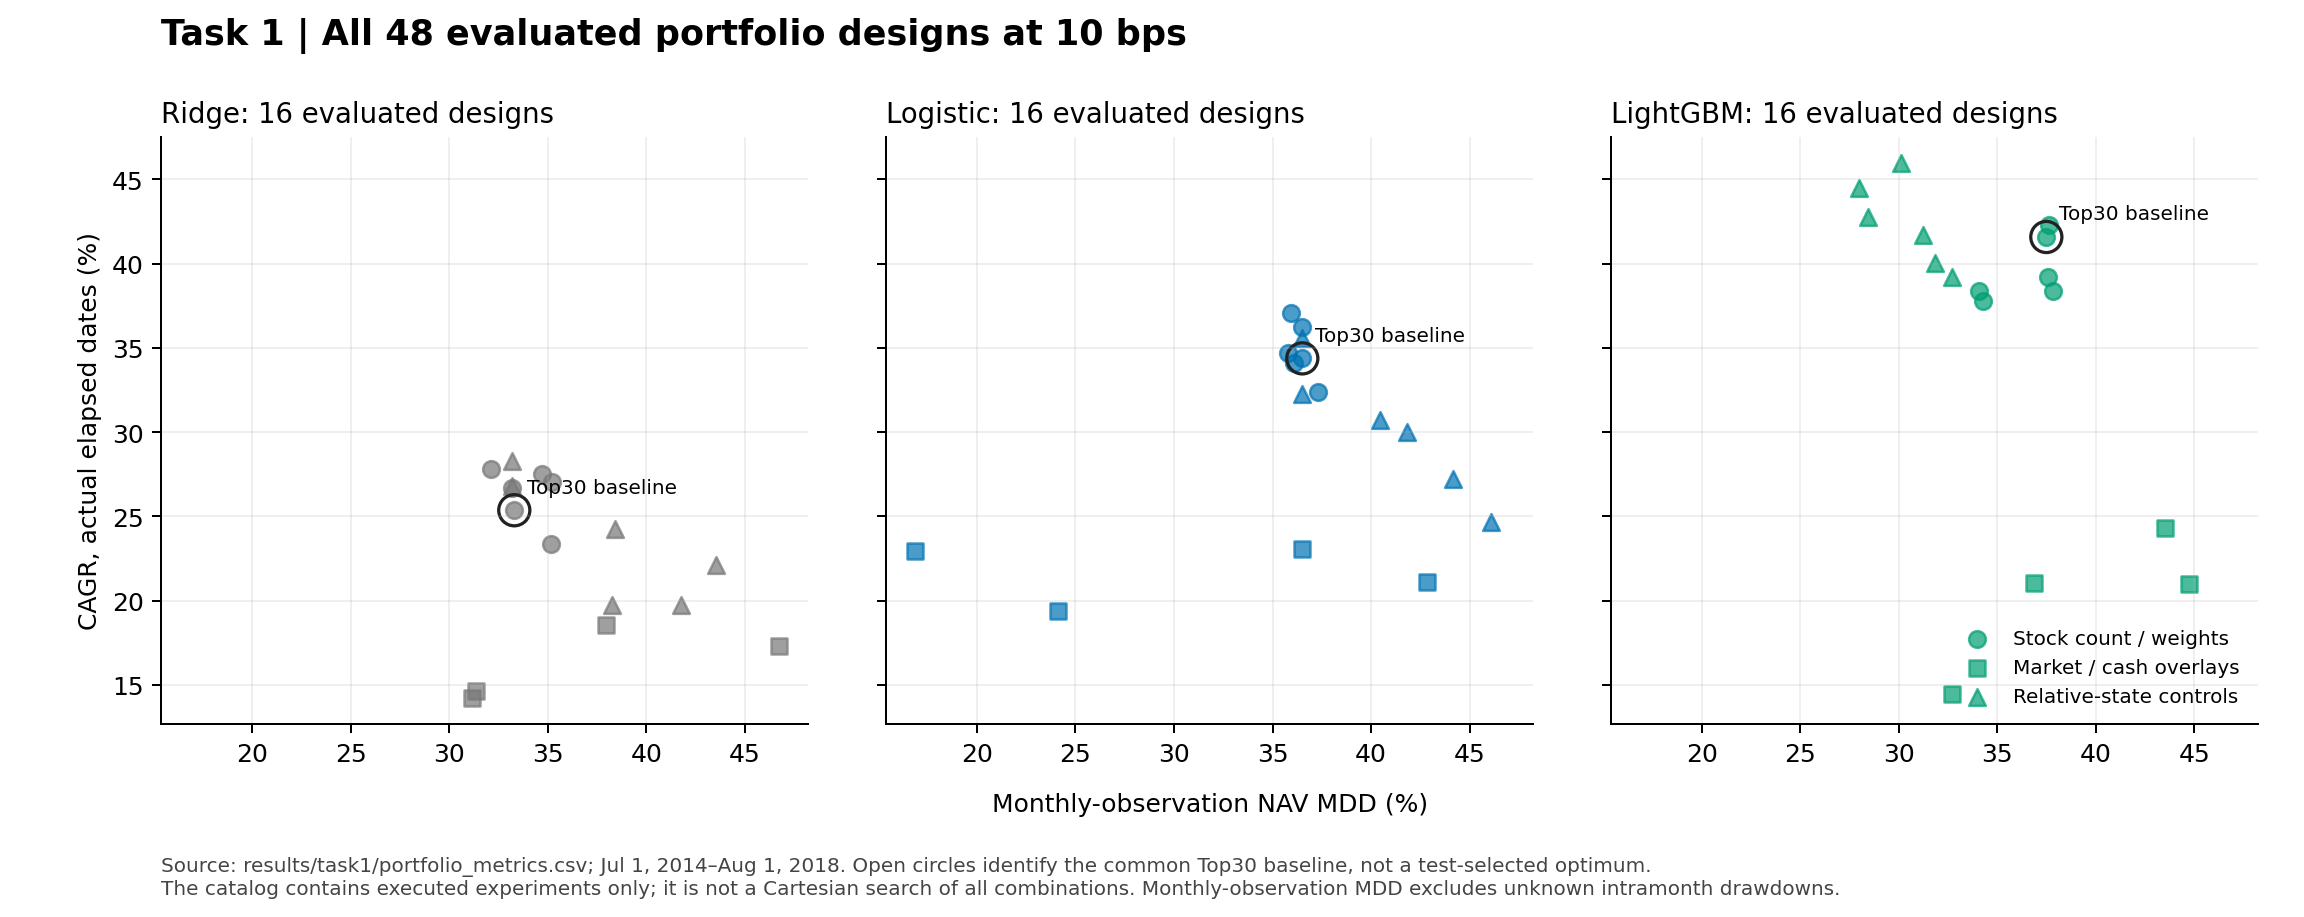 Task 1 | All 48 evaluated portfolio designs at 10 bps
Ridge: 16 evaluated designs
Logistic: 16 evaluated designs
LightGBM: 16 evaluated designs
CAGR, actual elapsed dates (%)
45
40
35
30
25
20
15
Top30 baseline
Top30 baseline
Top30 baseline
Stock count / weights
Market / cash overlays
Relative-state controls
20 25 30 35 40 45
20 25 30 35 40 45
20 25 30 35 40 45
Monthly-observation NAV MDD (%)
Source: results/task1/portfolio_metrics.csv; Jul 1, 2014–Aug 1, 2018. Open circles identify the common Top30 baseline, not a test-selected optimum.
The catalog contains executed experiments only; it is not a Cartesian search of all combinations. Monthly-observation MDD excludes unknown intramonth drawdowns.